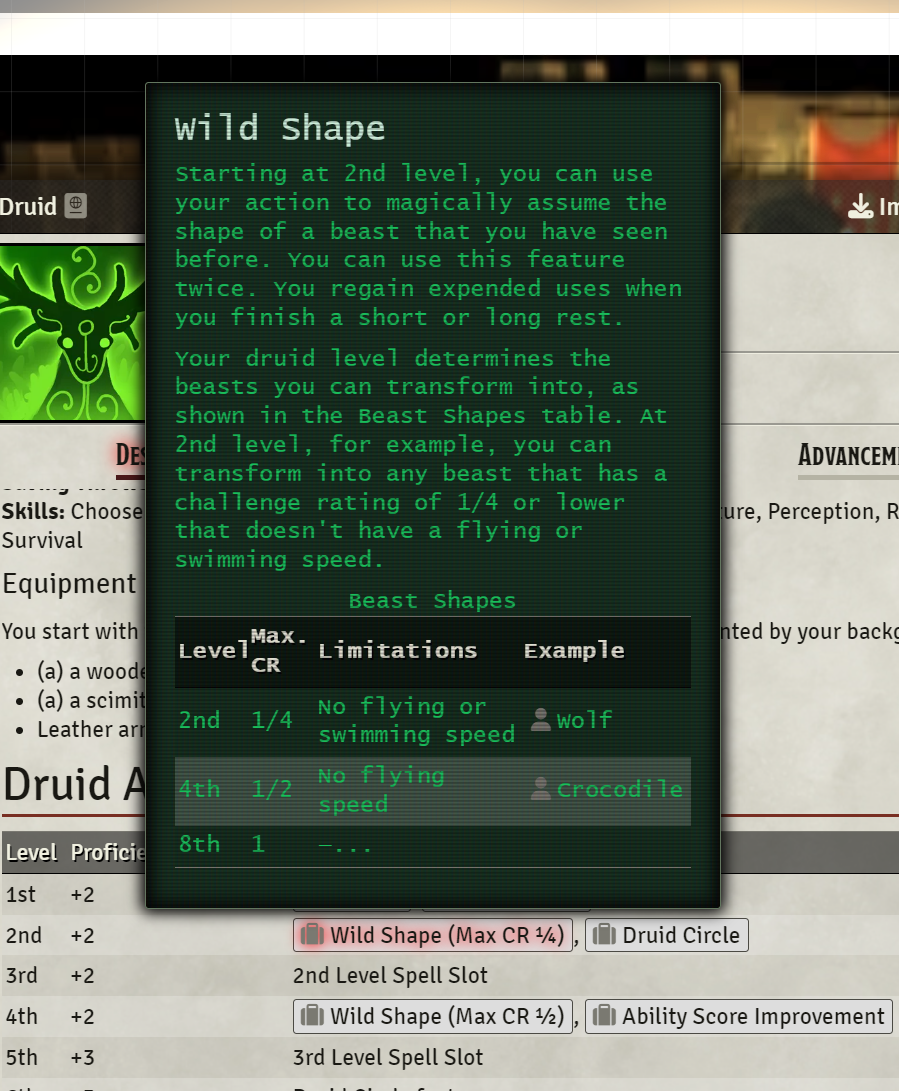 Wild Shape
Starting at 2nd level, you can use
your action to magically assume the
shape of a beast that you have seen
before. You can use this feature
twice. You regain expended uses when
you finish a short or long rest.
Your druid level determines the
beasts you can transform into, as
shown in the Beast Shapes table. At
2nd level, for example, you can
transform into any beast that has a
challenge rating of 1/4 or lower
that doesn't have a flying or
swimming speed.
Beast Shapes
Level Max. CR Limitations Example
2nd 1/4 No flying or swimming speed Wolf
4th 1/2 No flying speed Crocodile
8th 1 —...
Druid
Skills: Choose
Perception,
Survival
Equipment
You start with
by your
(a) a
(a) a
Leather
Druid
Level
1st +2
2nd +2 Wild Shape (Max CR ¼), Druid Circle
3rd +2 2nd Level Spell Slot
4th +2 Wild Shape (Max CR ½), Ability Score Improvement
5th +3 3rd Level Spell Slot